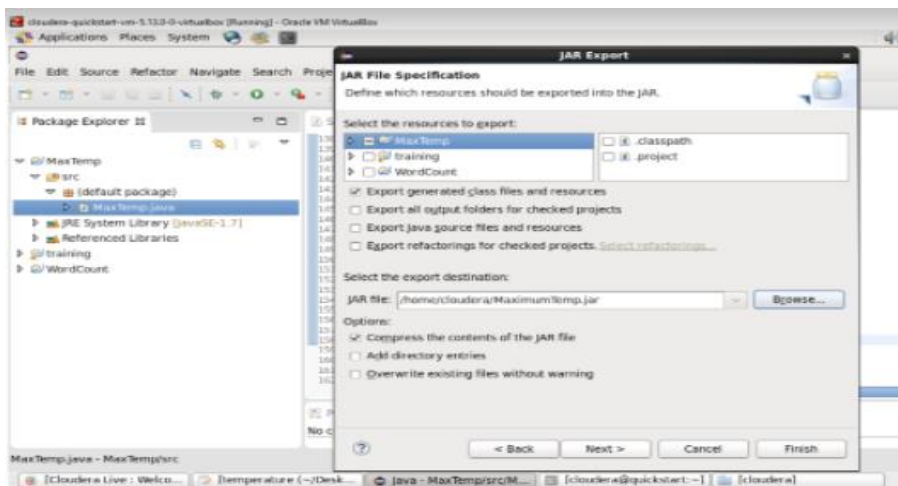 cloudera-quickstart-vm-5.13.0-0-virtualbox [Running] - Oracle VM VirtualBox
Applications Places System
JAR Export
File Edit Source Refactor Navigate Search Proje
JAR File Specification
Define which resources should be exported into the JAR.
Package Explorer
Select the resources to export:
MaxTemp
training
WordCount
.classpath
.project
MaxTemp
src
(default package)
MaxTemp.java
JRE System Library [JavaSE-1.7]
Referenced Libraries
training
WordCount
Export generated class files and resources
Export all output folders for checked projects
Export Java source files and resources
Export refactorings for checked projects. Select refactorings...
Select the export destination:
JAR file: /home/cloudera/MaximumTemp.jar Browse...
Options:
Compress the contents of the JAR file
Add directory entries
Overwrite existing files without warning
No c
< Back Next > Cancel Finish
MaxTemp.java - MaxTemp/src
[Cloudera Live : Welco... [temperature (~/Desk... Java - MaxTemp/src/M... [cloudera@quickstart:~] [cloudera]